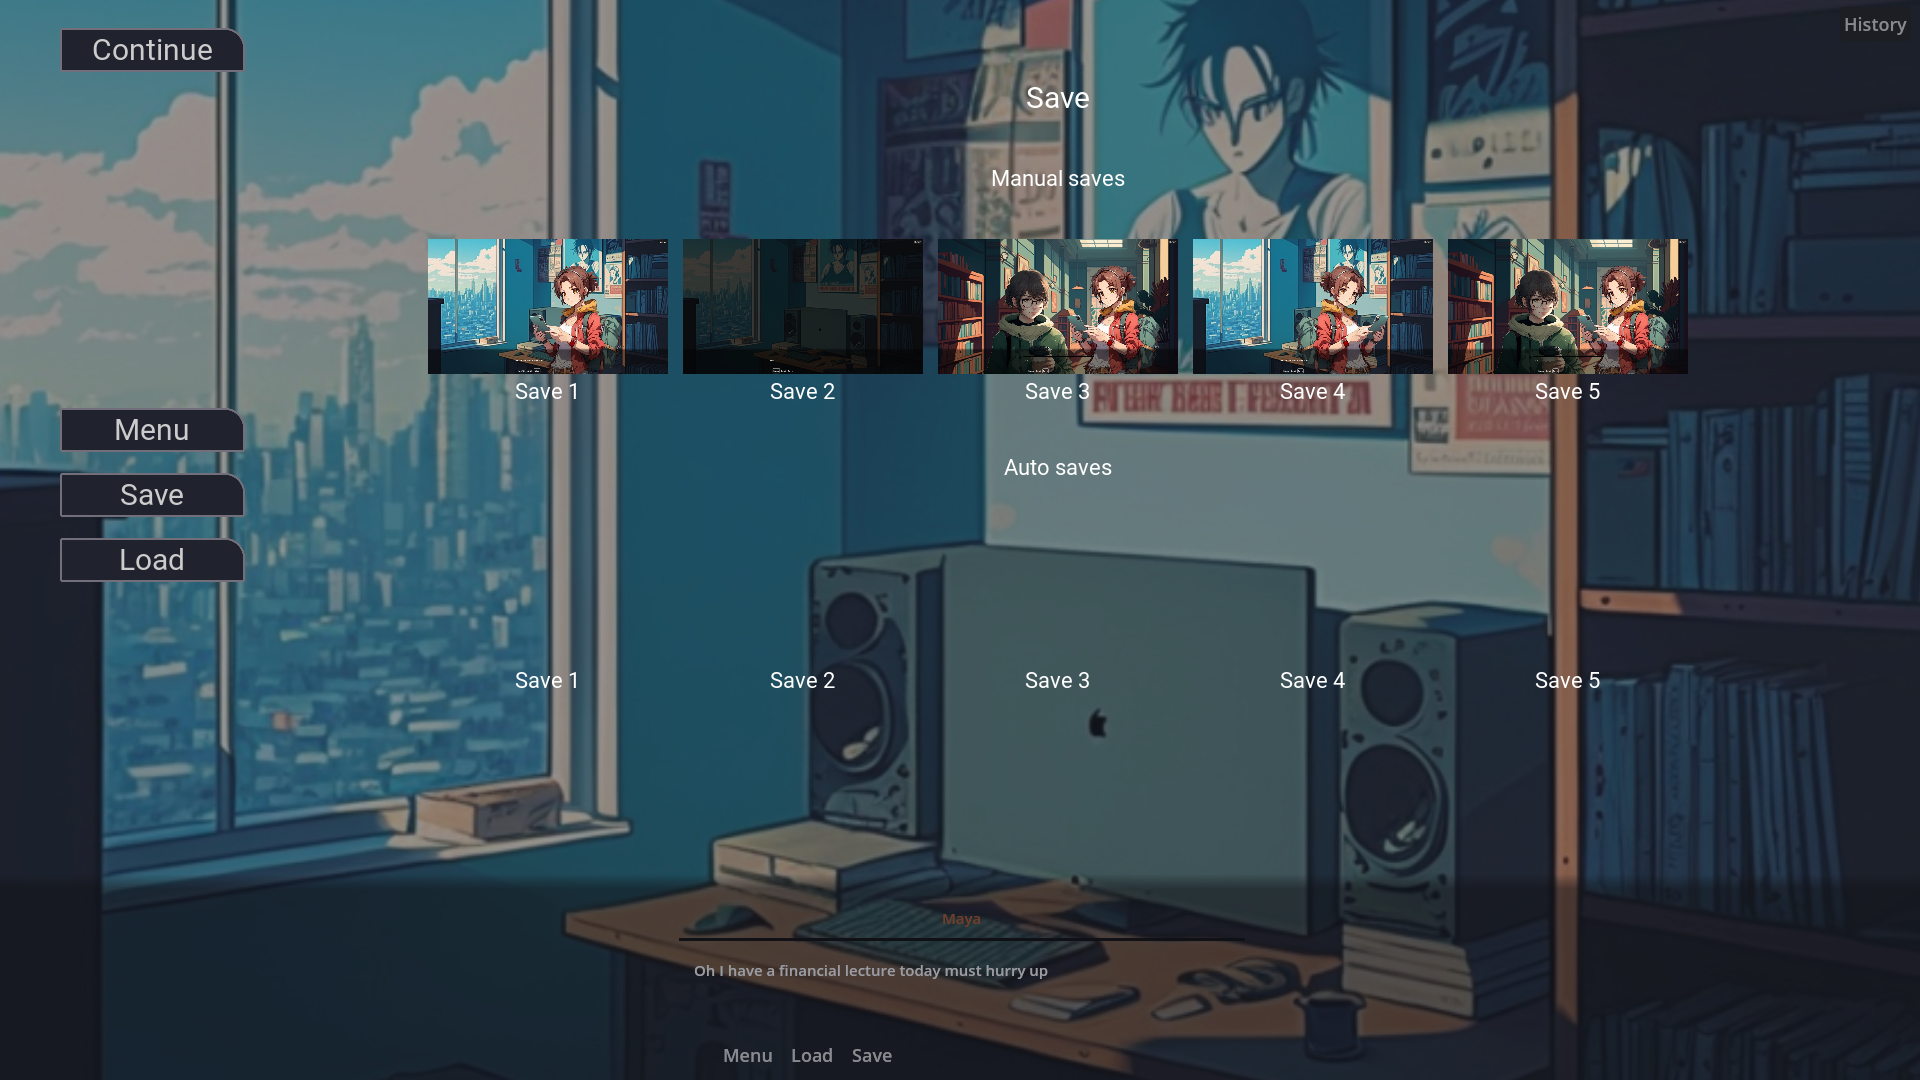 Continue
History
Save
Manual saves
Save 1
Save 2
Save 3
Save 4
Save 5
Menu
Auto saves
Save
Load
Save 1
Save 2
Save 3
Save 4
Save 5
Maya
Oh I have a financial lecture today must hurry up
Menu Load Save